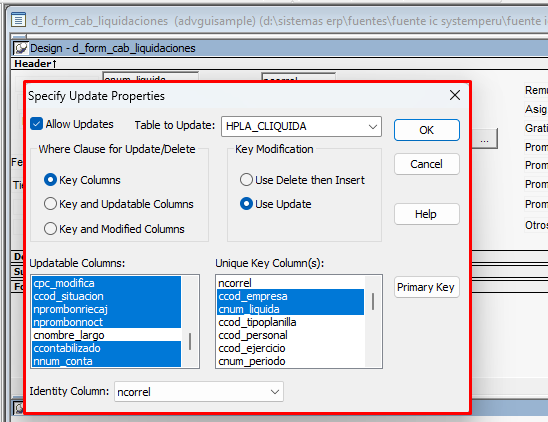 d_form_cab_liquidaciones (advguisample) (d:\sistemas erp\fuentes\fuente ic systemperu\fuente i
Design - d_form_cab_liquidaciones
Header↑
cnum_liquida ncorrel
Remu
Specify Update Properties
Asig
Allow Updates Table to Update: HPLA_CLIQUIDA OK
Grati
Where Clause for Update/Delete Key Modification
...
Prom
Fe
Cancel
Key Columns Use Delete then Insert
Prom
Tie
Prom
Key and Updatable Columns Use Update
Prom
Help
Key and Modified Columns
Otros
De
Updatable Columns: Unique Key Column(s):
Su
cpc_modifica ncorrel
Fo
ccod_situacion ccod_empresa Primary Key
nprombonriecaj cnum_liquida
nprombonnoct ccod_tipoplanilla
cnombre_largo ccod_personal
ccontabilizado ccod_ejercicio
nnum_conta cnum_periodo
Identity Column: ncorrel